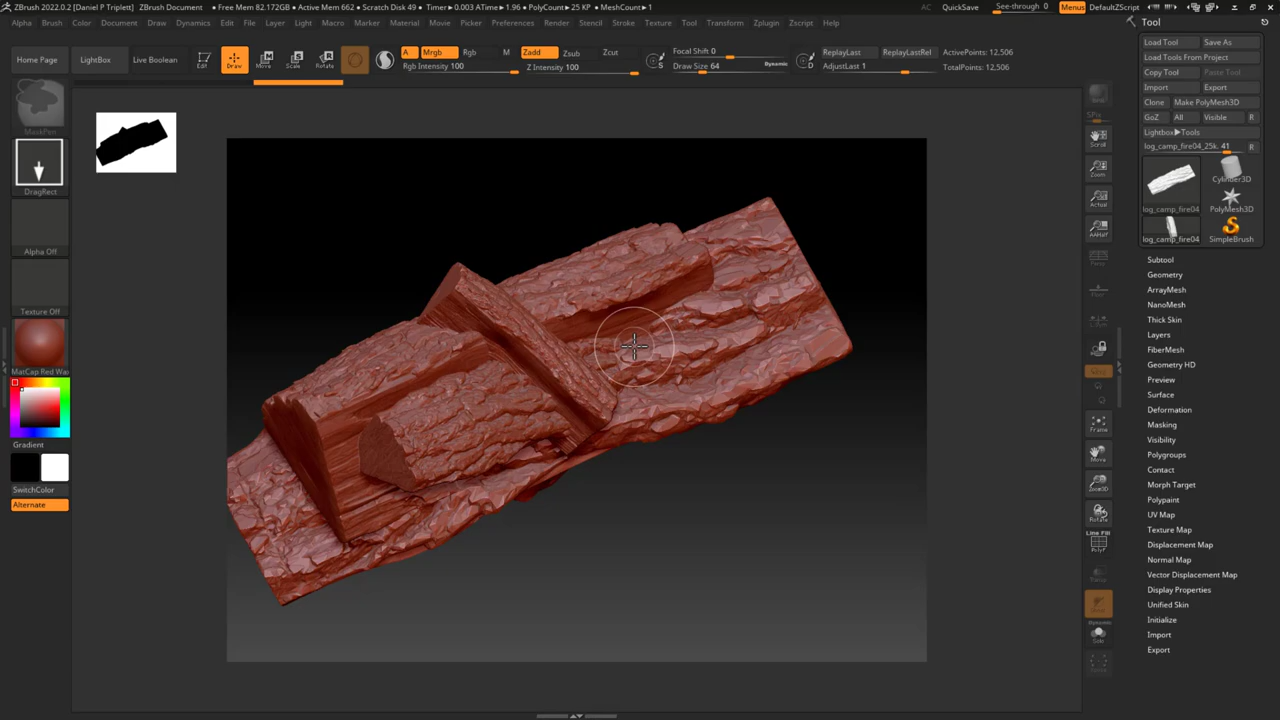 ZBrush 2022.0.2 [Daniel P Triplett] • Free Mem 82.172GB • Active Mem 662 • Scratch Disk 49 • Timer▶0.003 ATime▶1.96 • PolyCount▶25 KP • MeshCount▶1
AC QuickSave See-through 0 Menus DefaultZScript
Alpha Brush Color Document Draw Dynamics Edit File Layer Light Macro Marker Material Movie Picker Preferences Render Stencil Stroke Texture Tool Transform Zplugin Zscript Help
Tool
Home Page LightBox Live Boolean
Edit Draw Move Scale Rotate
A Mrgb Rgb M Zadd Zsub Zcut
Rgb Intensity 100 Z Intensity 100
Focal Shift 0
Draw Size 64 Dynamic
ReplayLast ReplayLastRel
AdjustLast 1
ActivePoints: 12,506
TotalPoints: 12,506
MaskPen
DragRect
Alpha Off
Texture Off
MatCap Red Wax
Gradient
SwitchColor
Alternate
SPix
Scroll
Zoom
Actual
AAHalf
Persp
Floor
Frame
Move
Zoom3D
Rotate
Line Fill
PolyF
Transp
Dynamic
Solo
Load Tool Save As
Load Tools From Project
Copy Tool Paste Tool
Import Export
Clone Make PolyMesh3D
GoZ All Visible R
Lightbox▶Tools
log_camp_fire04_25k. 41 R
log_camp_fire04 Cylinder3D
PolyMesh3D
log_camp_fire04 SimpleBrush
Subtool
Geometry
ArrayMesh
NanoMesh
Thick Skin
Layers
FiberMesh
Geometry HD
Preview
Surface
Deformation
Masking
Visibility
Polygroups
Contact
Morph Target
Polypaint
UV Map
Texture Map
Displacement Map
Normal Map
Vector Displacement Map
Display Properties
Unified Skin
Initialize
Import
Export